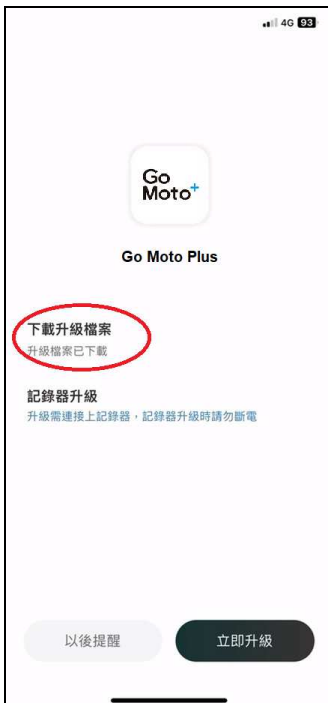 4G 93
Go
Moto+
Go Moto Plus
下載升級檔案
升級檔案已下載
記錄器升級
升級需連接上記錄器，記錄器升級時請勿斷電
以後提醒
立即升級